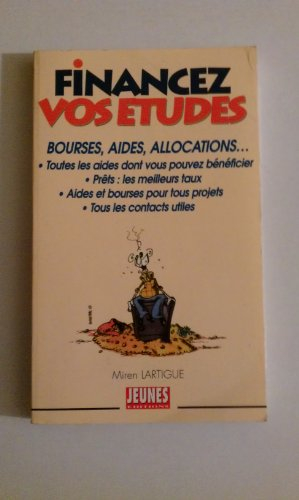 FiNANCEZ
VOS ETUDES
BOURSES, AIDES, ALLOCATIONS...
• Toutes les aides dont vous pouvez bénéficier
• Prêts : les meilleurs taux
• Aides et bourses pour tous projets
• Tous les contacts utiles
Miren LARTIGUE
JEUNES
EDITIONS